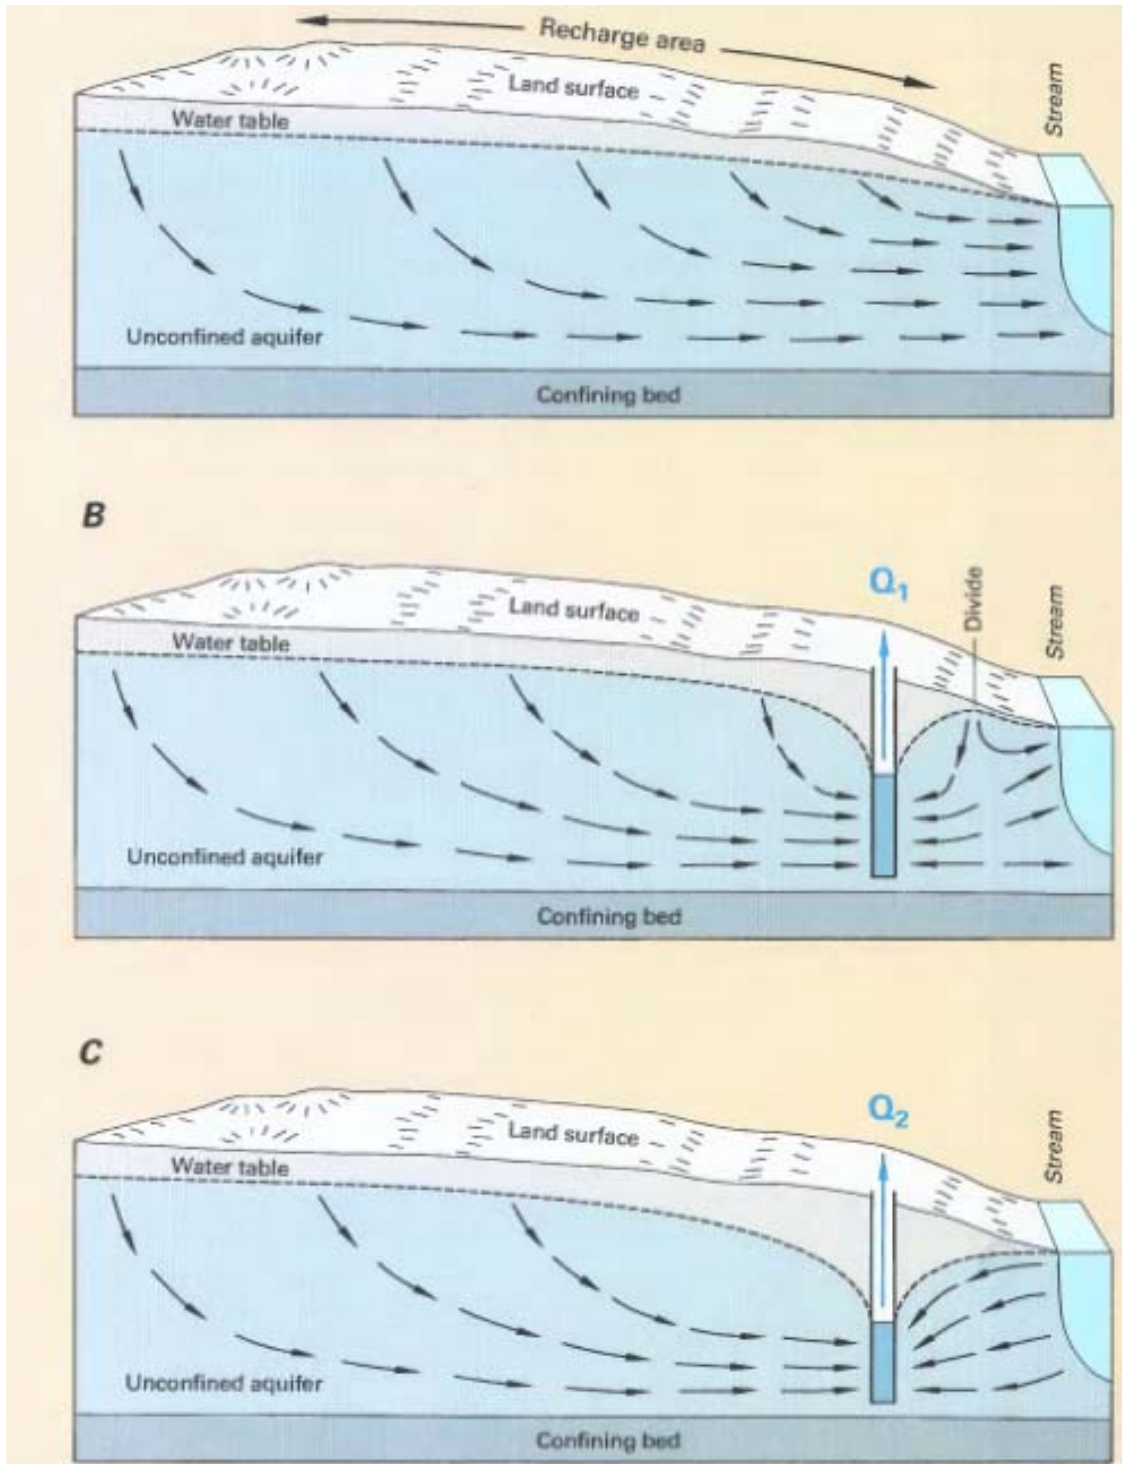 Recharge area
Land surface
Stream
Water table
Unconfined aquifer
Confining bed
B
Q1
Divide
Stream
Land surface
Water table
Unconfined aquifer
Confining bed
C
Q2
Stream
Land surface
Water table
Unconfined aquifer
Confining bed